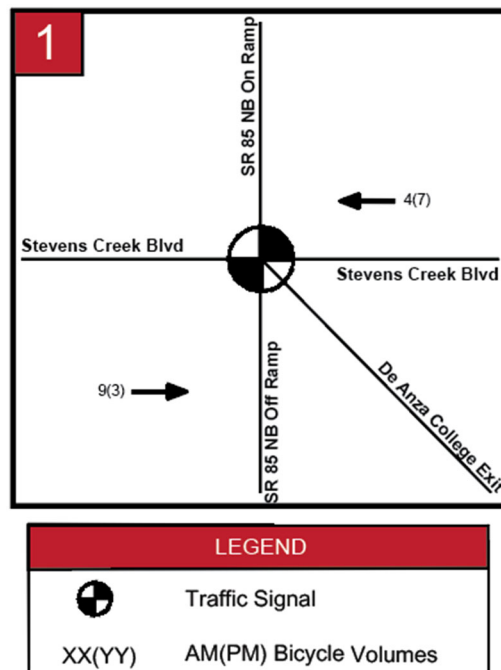 1
SR 85 NB On Ramp
4(7)
Stevens Creek Blvd
Stevens Creek Blvd
9(3)
SR 85 NB Off Ramp
De Anza College Exit
LEGEND
Traffic Signal
XX(YY) AM(PM) Bicycle Volumes